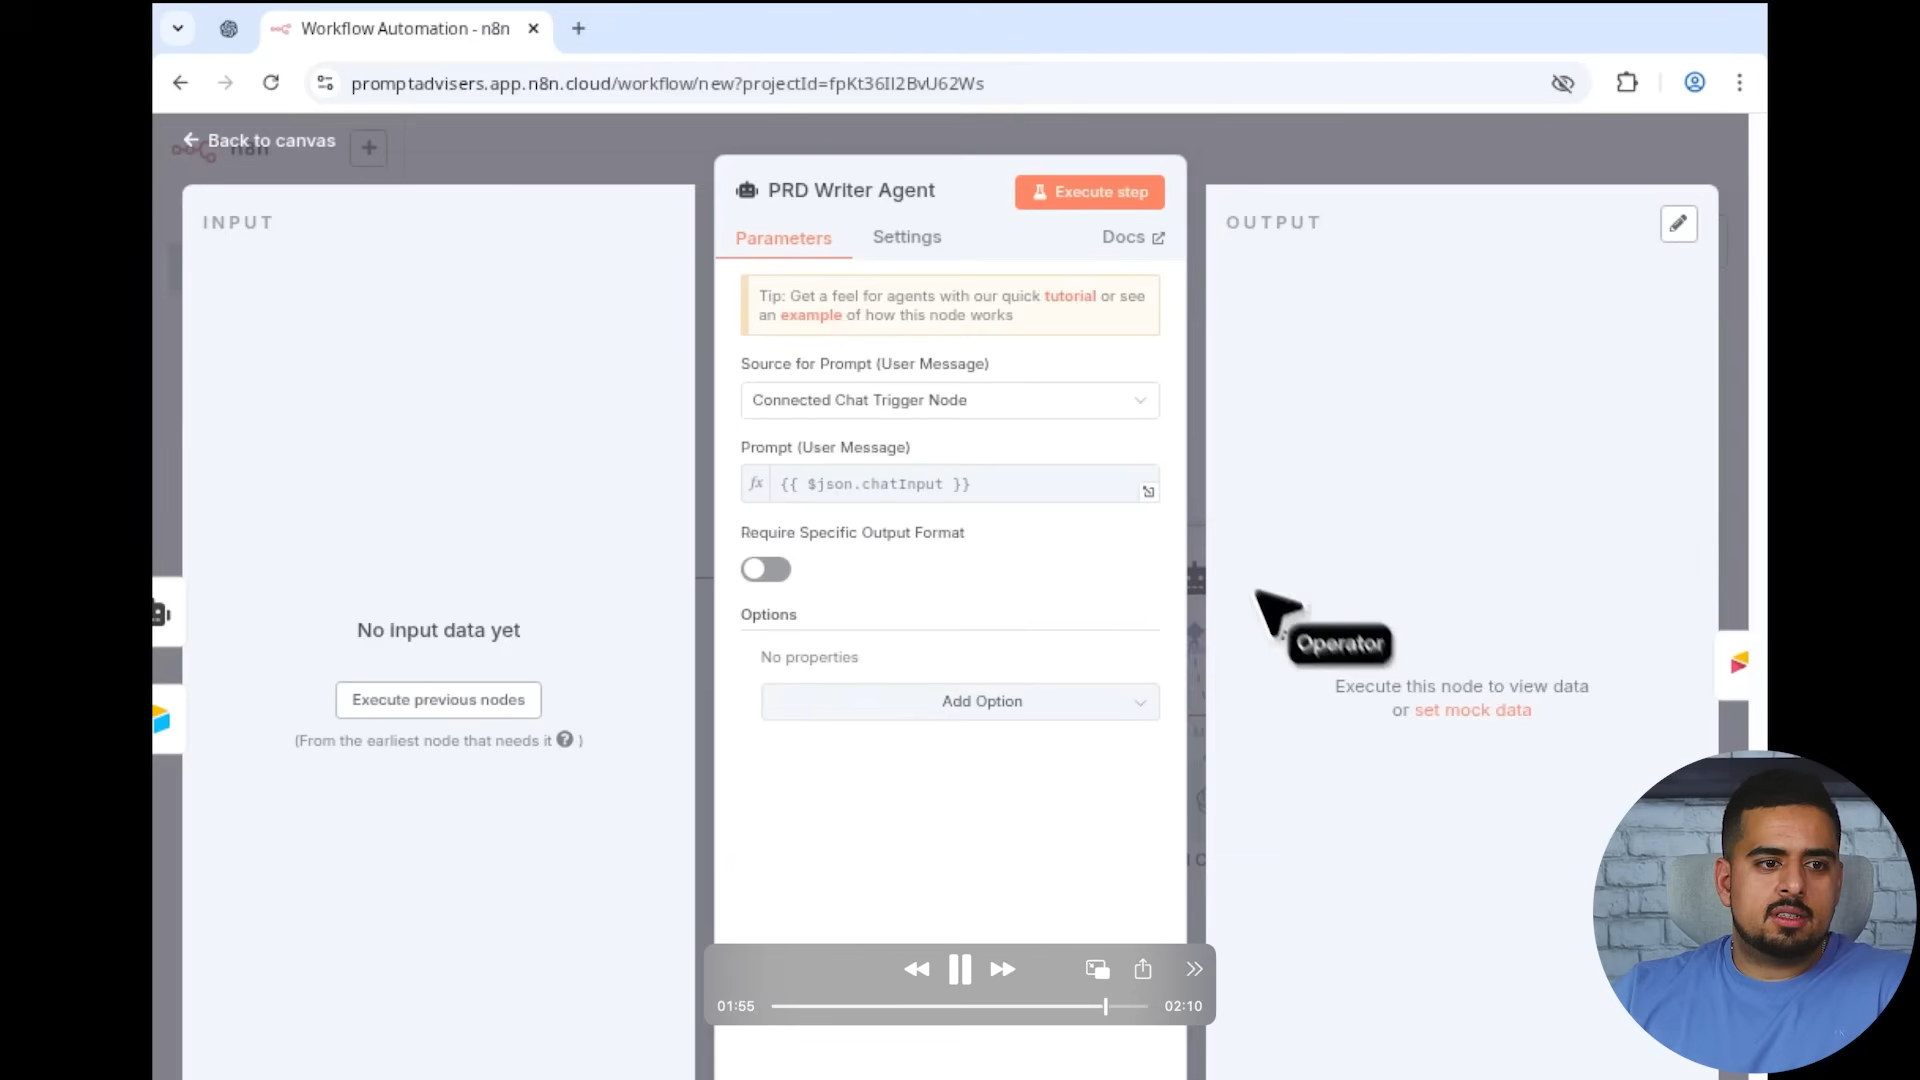 Workflow Automation - n8n
promptadvisers.app.n8n.cloud/workflow/new?projectId=fpKt36Il2BvU62Ws
Back to canvas
n8n
INPUT
No input data yet
Execute previous nodes
(From the earliest node that needs it ? )
PRD Writer Agent
Execute step
Parameters
Settings
Docs
Tip: Get a feel for agents with our quick tutorial or see
an example of how this node works
Source for Prompt (User Message)
Connected Chat Trigger Node
Prompt (User Message)
fx {{ $json.chatInput }}
Require Specific Output Format
Options
No properties
Add Option
OUTPUT
Operator
Execute this node to view data
or set mock data
01:55
02:10